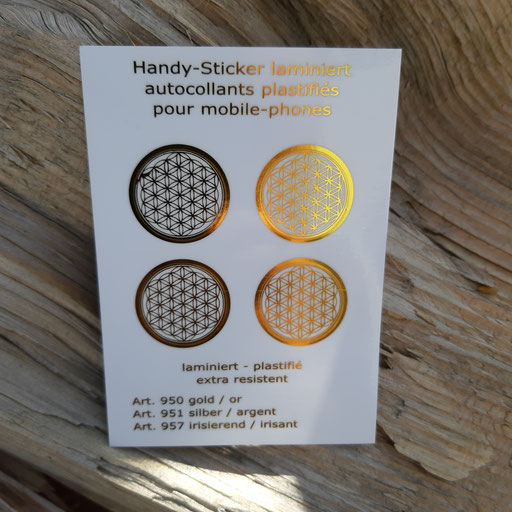 Handy-Sticker laminiert
autocollants plastifiés
pour mobile-phones
laminiert - plastifié
extra resistent
Art. 950 gold / or
Art. 951 silber / argent
Art. 957 irisierend / irisant